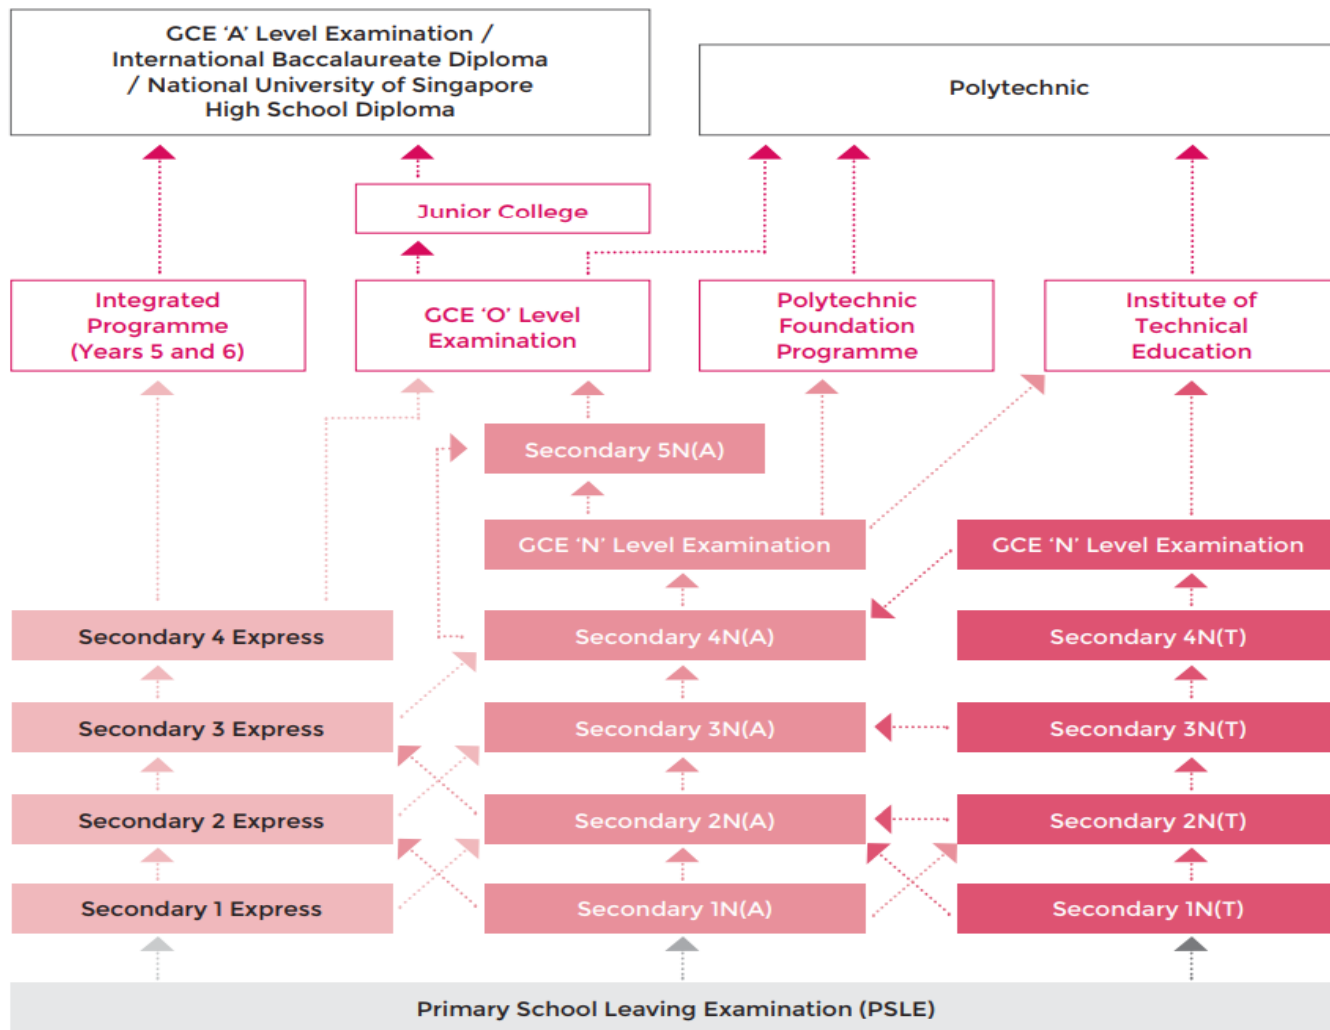 GCE ‘A’ Level Examination /
International Baccalaureate Diploma
/ National University of Singapore
High School Diploma
Polytechnic
Junior College
Integrated
Programme
(Years 5 and 6)
GCE ‘O’ Level
Examination
Polytechnic
Foundation
Programme
Institute of
Technical
Education
Secondary 5N(A)
GCE ‘N’ Level Examination
GCE ‘N’ Level Examination
Secondary 4 Express
Secondary 4N(A)
Secondary 4N(T)
Secondary 3 Express
Secondary 3N(A)
Secondary 3N(T)
Secondary 2 Express
Secondary 2N(A)
Secondary 2N(T)
Secondary 1 Express
Secondary 1N(A)
Secondary 1N(T)
Primary School Leaving Examination (PSLE)